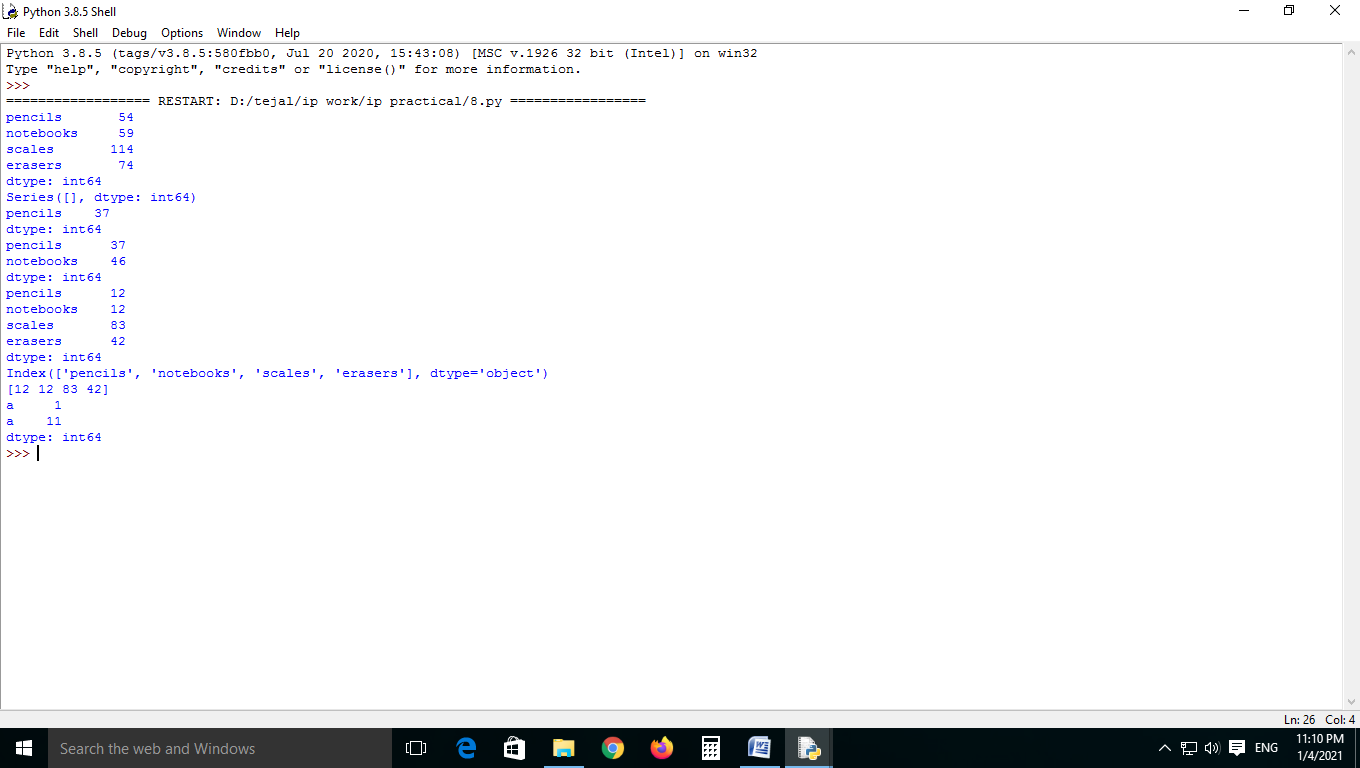 Python 3.8.5 Shell
File Edit Shell Debug Options Window Help
Python 3.8.5 (tags/v3.8.5:580fbb0, Jul 20 2020, 15:43:08) [MSC v.1926 32 bit (Intel)] on win32
Type "help", "copyright", "credits" or "license()" for more information.
>>>
================== RESTART: D:/tejal/ip work/ip practical/8.py =================
pencils       54
notebooks     59
scales       114
erasers       74
dtype: int64
Series([], dtype: int64)
pencils    37
dtype: int64
pencils      37
notebooks    46
dtype: int64
pencils      12
notebooks    12
scales       83
erasers      42
dtype: int64
Index(['pencils', 'notebooks', 'scales', 'erasers'], dtype='object')
[12 12 83 42]
a     1
a    11
dtype: int64
>>>
Ln: 26 Col: 4
Search the web and Windows
ENG
11:10 PM
1/4/2021